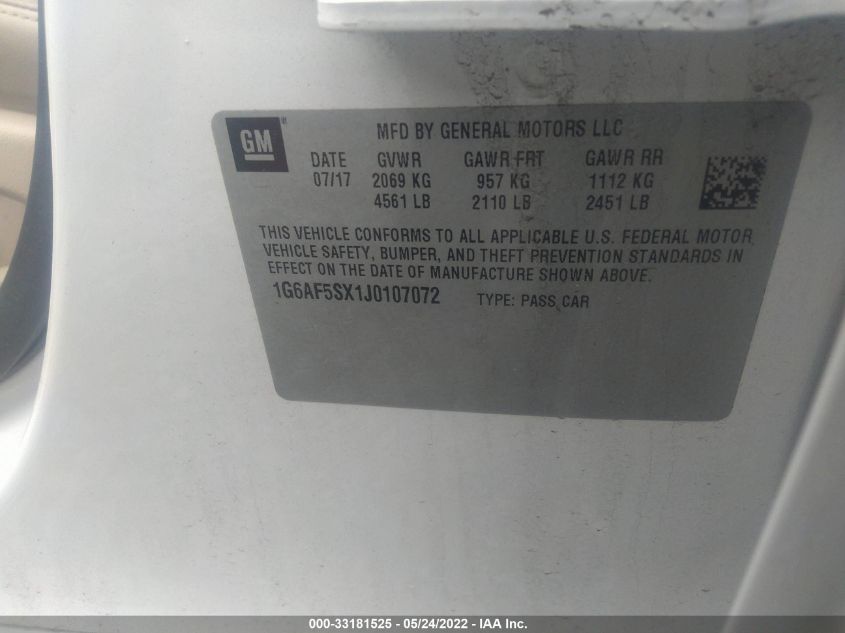 GM
MFD BY GENERAL MOTORS LLC
DATE GVWR GAWR FRT GAWR RR
07/17 2069 KG 957 KG 1112 KG
4561 LB 2110 LB 2451 LB
THIS VEHICLE CONFORMS TO ALL APPLICABLE U.S. FEDERAL MOTOR
VEHICLE SAFETY, BUMPER, AND THEFT PREVENTION STANDARDS IN
EFFECT ON THE DATE OF MANUFACTURE SHOWN ABOVE.
1G6AF5SX1J0107072 TYPE: PASS CAR
000-33181525 - 05/24/2022 - IAA Inc.